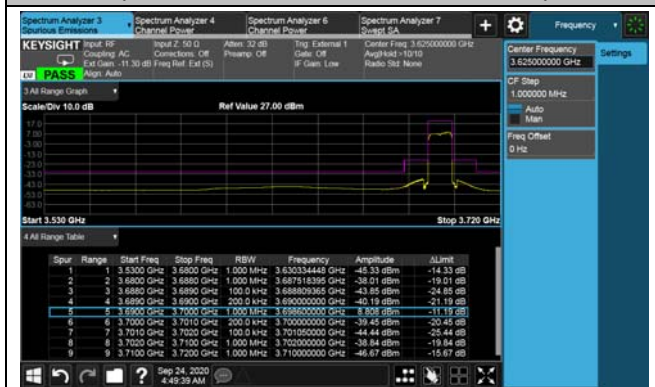 Spectrum Analyzer 3
Spurious Emissions
Spectrum Analyzer 4
Channel Power
Spectrum Analyzer 6
Channel Power
Spectrum Analyzer 7
Swept SA
+
Frequency
KEYSIGHT
Input: RF
Coupling: AC
Ext Gain: -11.30 dB
Align: Auto
Input Z: 50 Ω
Corrections: Off
Freq Ref: Ext (S)
Atten: 32 dB
Preamp: Off
Trig: External 1
Gate: Off
IF Gain: Low
Center Freq: 3.625000000 GHz
Avg|Hold:>10/10
Radio Std: None
LXI
PASS
Center Frequency
3.625000000 GHz
Settings
CF Step
1.000000 MHz
Auto
Man
Freq Offset
0 Hz
3 All Range Graph
Scale/Div 10.0 dB
Ref Value 27.00 dBm
17.0
7.00
-3.00
-13.0
-23.0
-33.0
-43.0
-53.0
-63.0
Start 3.530 GHz
Stop 3.720 GHz
4 All Range Table
Spur Range Start Freq Stop Freq RBW Frequency Amplitude ΔLimit
1 1 3.5300 GHz 3.6800 GHz 1.000 MHz 3.630334448 GHz -45.33 dBm -14.33 dB
2 2 3.6800 GHz 3.6880 GHz 1.000 MHz 3.687518395 GHz -38.01 dBm -19.01 dB
3 3 3.6880 GHz 3.6890 GHz 100.0 kHz 3.688809365 GHz -43.85 dBm -24.85 dB
4 4 3.6890 GHz 3.6900 GHz 200.0 kHz 3.690000000 GHz -40.19 dBm -21.19 dB
5 5 3.6900 GHz 3.7000 GHz 1.000 MHz 3.698600000 GHz 8.808 dBm -11.19 dB
6 6 3.7000 GHz 3.7010 GHz 200.0 kHz 3.700000000 GHz -39.45 dBm -20.45 dB
7 7 3.7010 GHz 3.7020 GHz 100.0 kHz 3.701050000 GHz -44.44 dBm -25.44 dB
8 8 3.7020 GHz 3.7100 GHz 1.000 MHz 3.702000000 GHz -38.84 dBm -19.84 dB
9 9 3.7100 GHz 3.7200 GHz 1.000 MHz 3.710000000 GHz -46.67 dBm -15.67 dB
?
Sep 24, 2020
4:49:39 AM